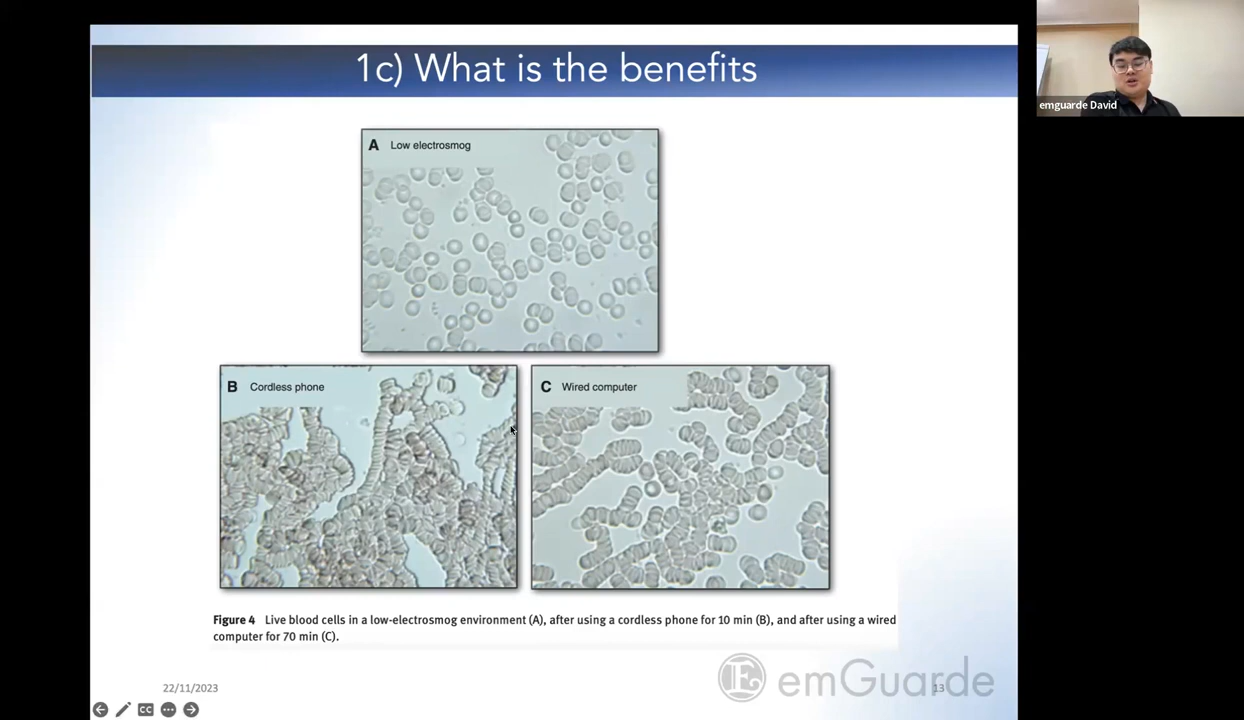 1c) What is the benefits
emguarde David
A Low electrosmog
B Cordless phone
C Wired computer
Figure 4 Live blood cells in a low-electrosmog environment (A), after using a cordless phone for 10 min (B), and after using a wired
computer for 70 min (C).
22/11/2023
E emGuarde
13
CC